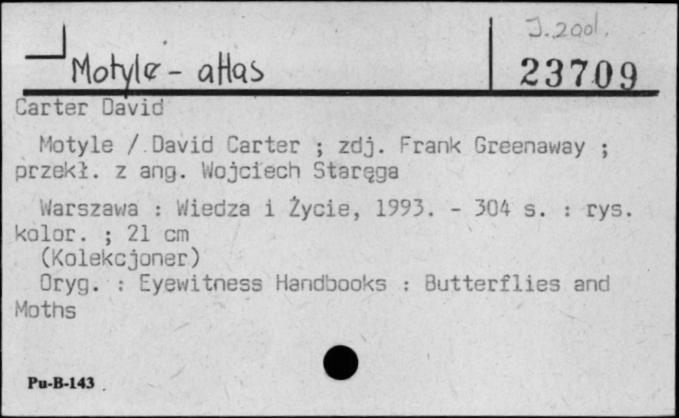 J.2001.
Motyle - atlas
23709
Carter David
Motyle / David Carter ; zdj. Frank Greenaway ;
przekł. z ang. Wojciech Staręga
Warszawa : Wiedza i Życie, 1993. - 304 s. : rys.
kolor. ; 21 cm
(Kolekcjoner)
Oryg. : Eyewitness Handbooks : Butterflies and
Moths
Pu-B-143